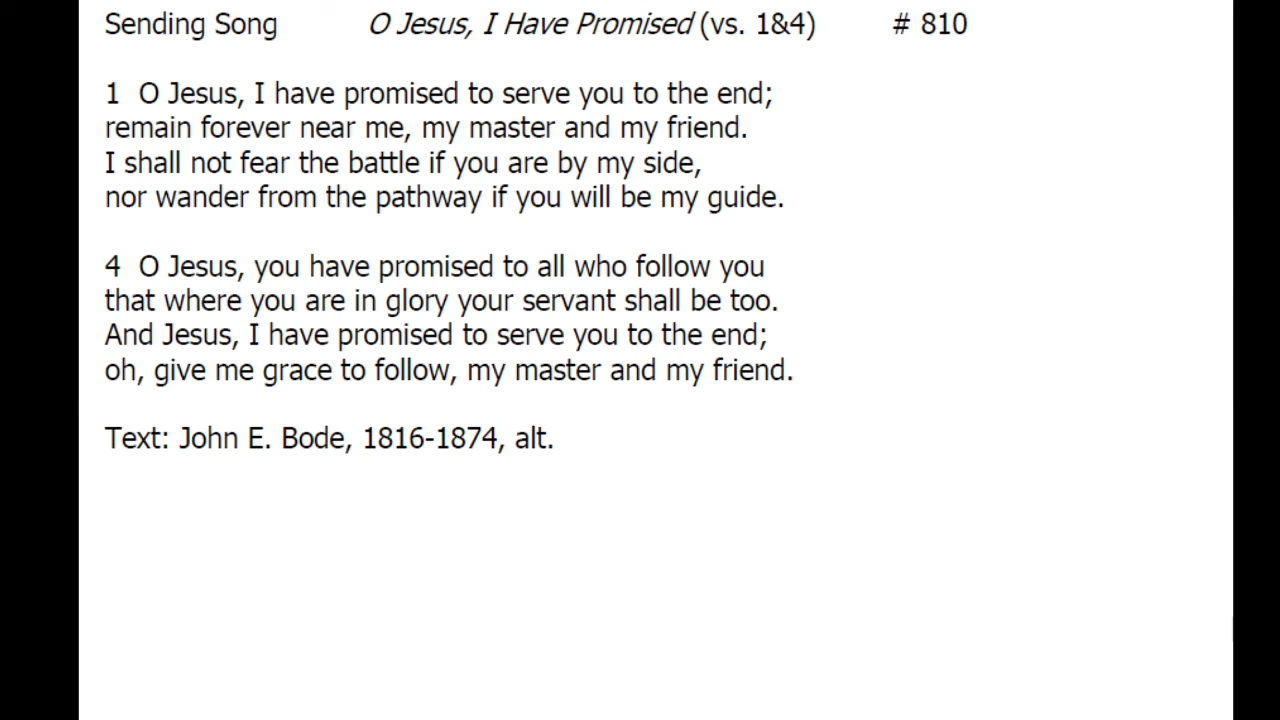 Sending Song O Jesus, I Have Promised (vs. 1&4) # 810
1 O Jesus, I have promised to serve you to the end;
remain forever near me, my master and my friend.
I shall not fear the battle if you are by my side,
nor wander from the pathway if you will be my guide.
4 O Jesus, you have promised to all who follow you
that where you are in glory your servant shall be too.
And Jesus, I have promised to serve you to the end;
oh, give me grace to follow, my master and my friend.
Text: John E. Bode, 1816-1874, alt.